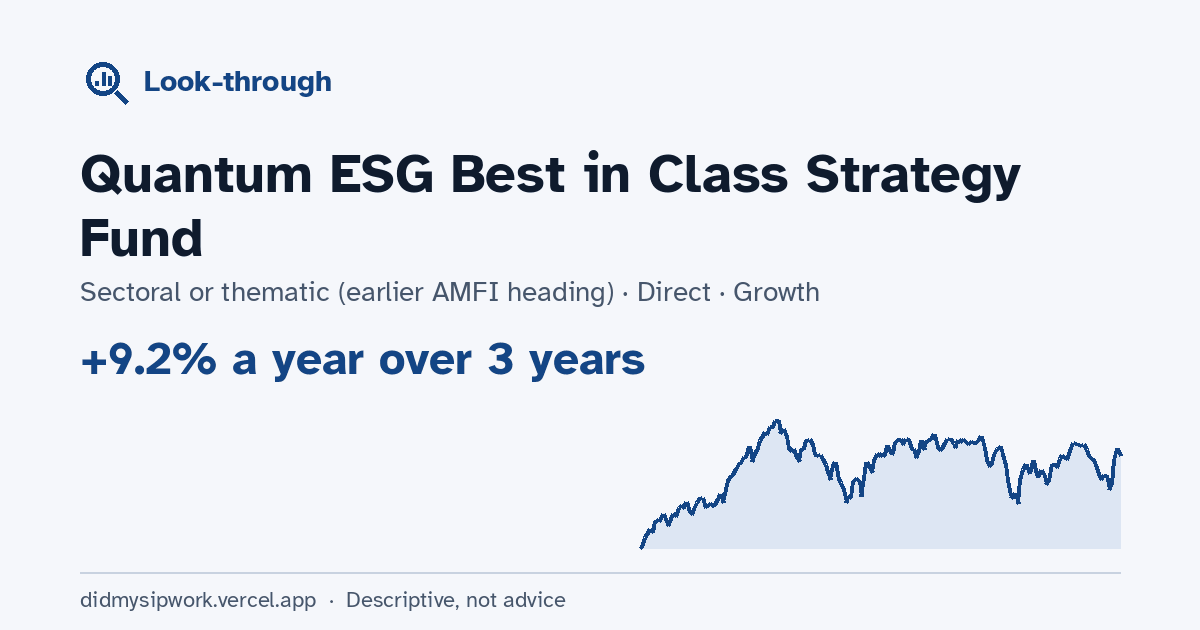 Look-through
Quantum ESG Best in Class Strategy
Fund
Sectoral or thematic (earlier AMFI heading) · Direct · Growth
+9.2% a year over 3 years
didmysipwork.vercel.app · Descriptive, not advice